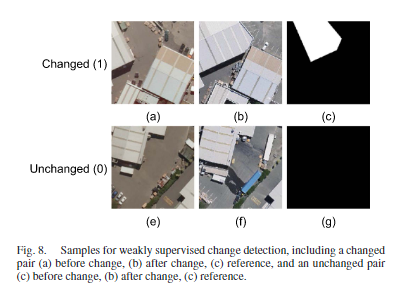 Changed (1)
(a) (b) (c)
Unchanged (0)
(e) (f) (g)
Fig. 8. Samples for weakly supervised change detection, including a changed
pair (a) before change, (b) after change, (c) reference, and an unchanged pair
(c) before change, (b) after change, (c) reference.